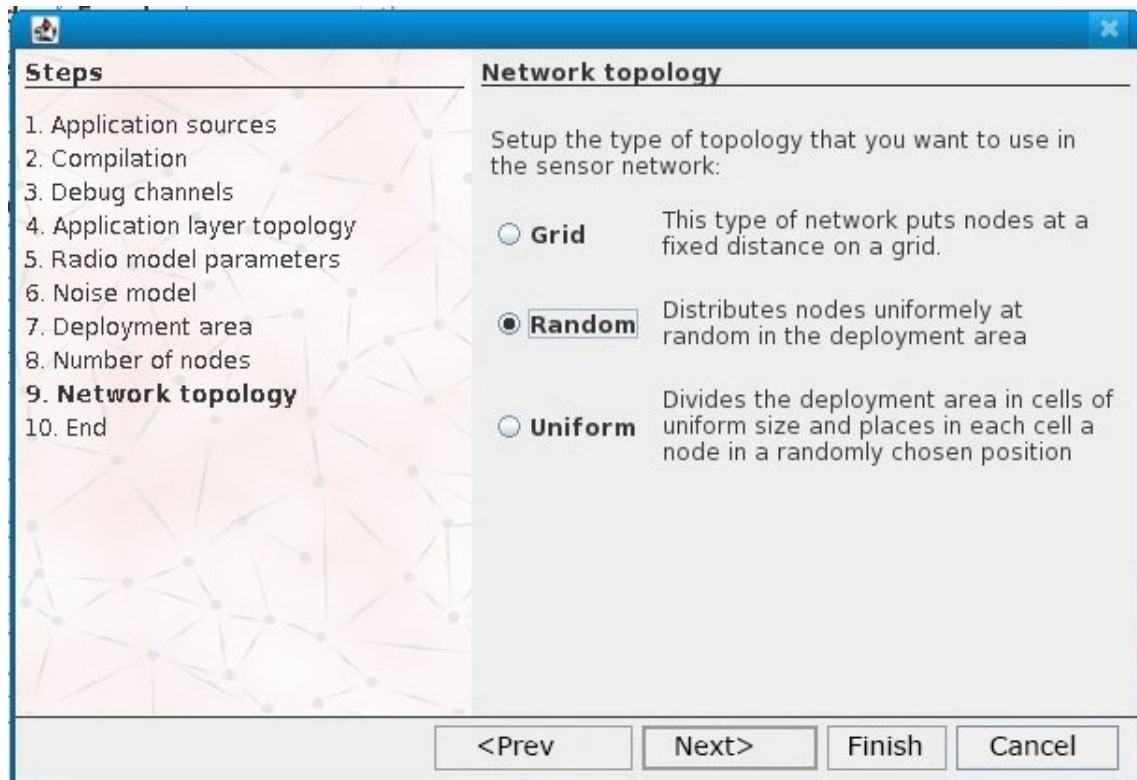 Steps
1. Application sources
2. Compilation
3. Debug channels
4. Application layer topology
5. Radio model parameters
6. Noise model
7. Deployment area
8. Number of nodes
9. Network topology
10. End
Network topology
Setup the type of topology that you want to use in
the sensor network:
Grid
This type of network puts nodes at a
fixed distance on a grid.
Random
Distributes nodes uniformely at
random in the deployment area
Uniform
Divides the deployment area in cells of
uniform size and places in each cell a
node in a randomly chosen position
<Prev
Next>
Finish
Cancel